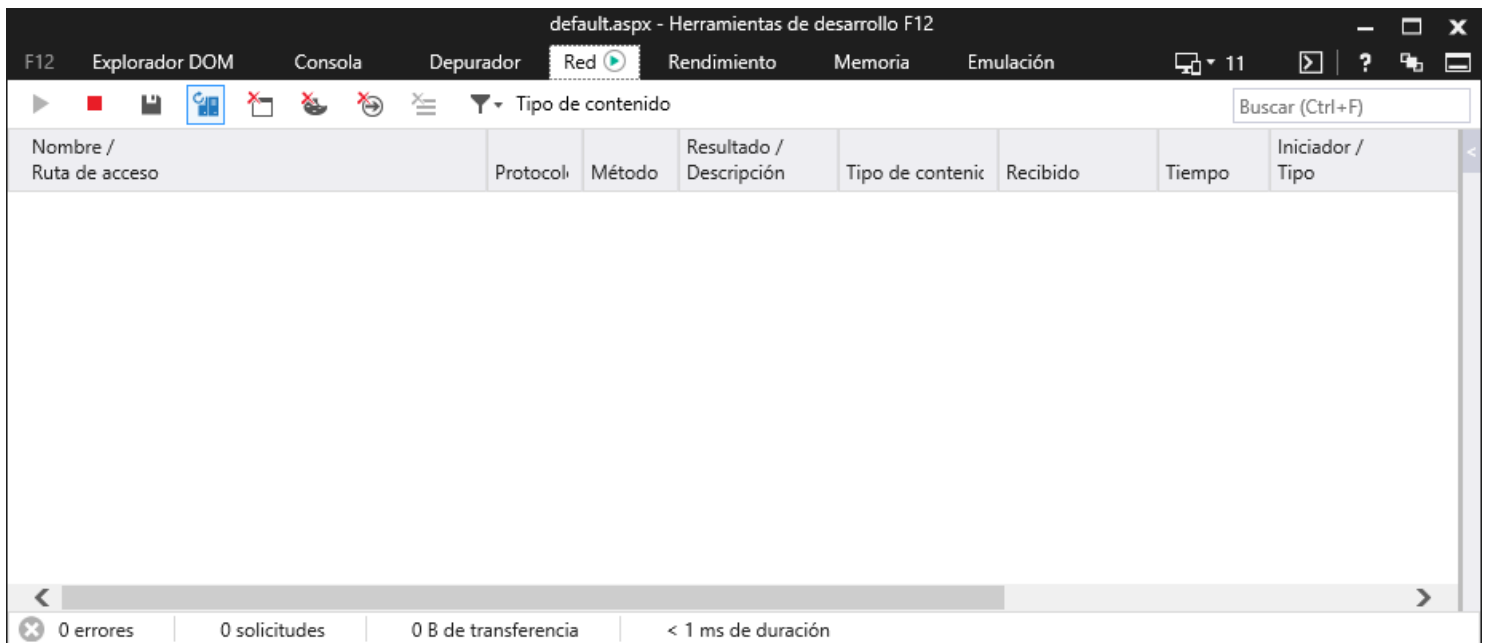 default.aspx - Herramientas de desarrollo F12
F12 Explorador DOM Consola Depurador Red Rendimiento Memoria Emulación 11 ?
Tipo de contenido Buscar (Ctrl+F)
Nombre / Resultado / Iniciador /
Ruta de acceso Protocol Método Descripción Tipo de contenic Recibido Tiempo Tipo
0 errores 0 solicitudes 0 B de transferencia < 1 ms de duración